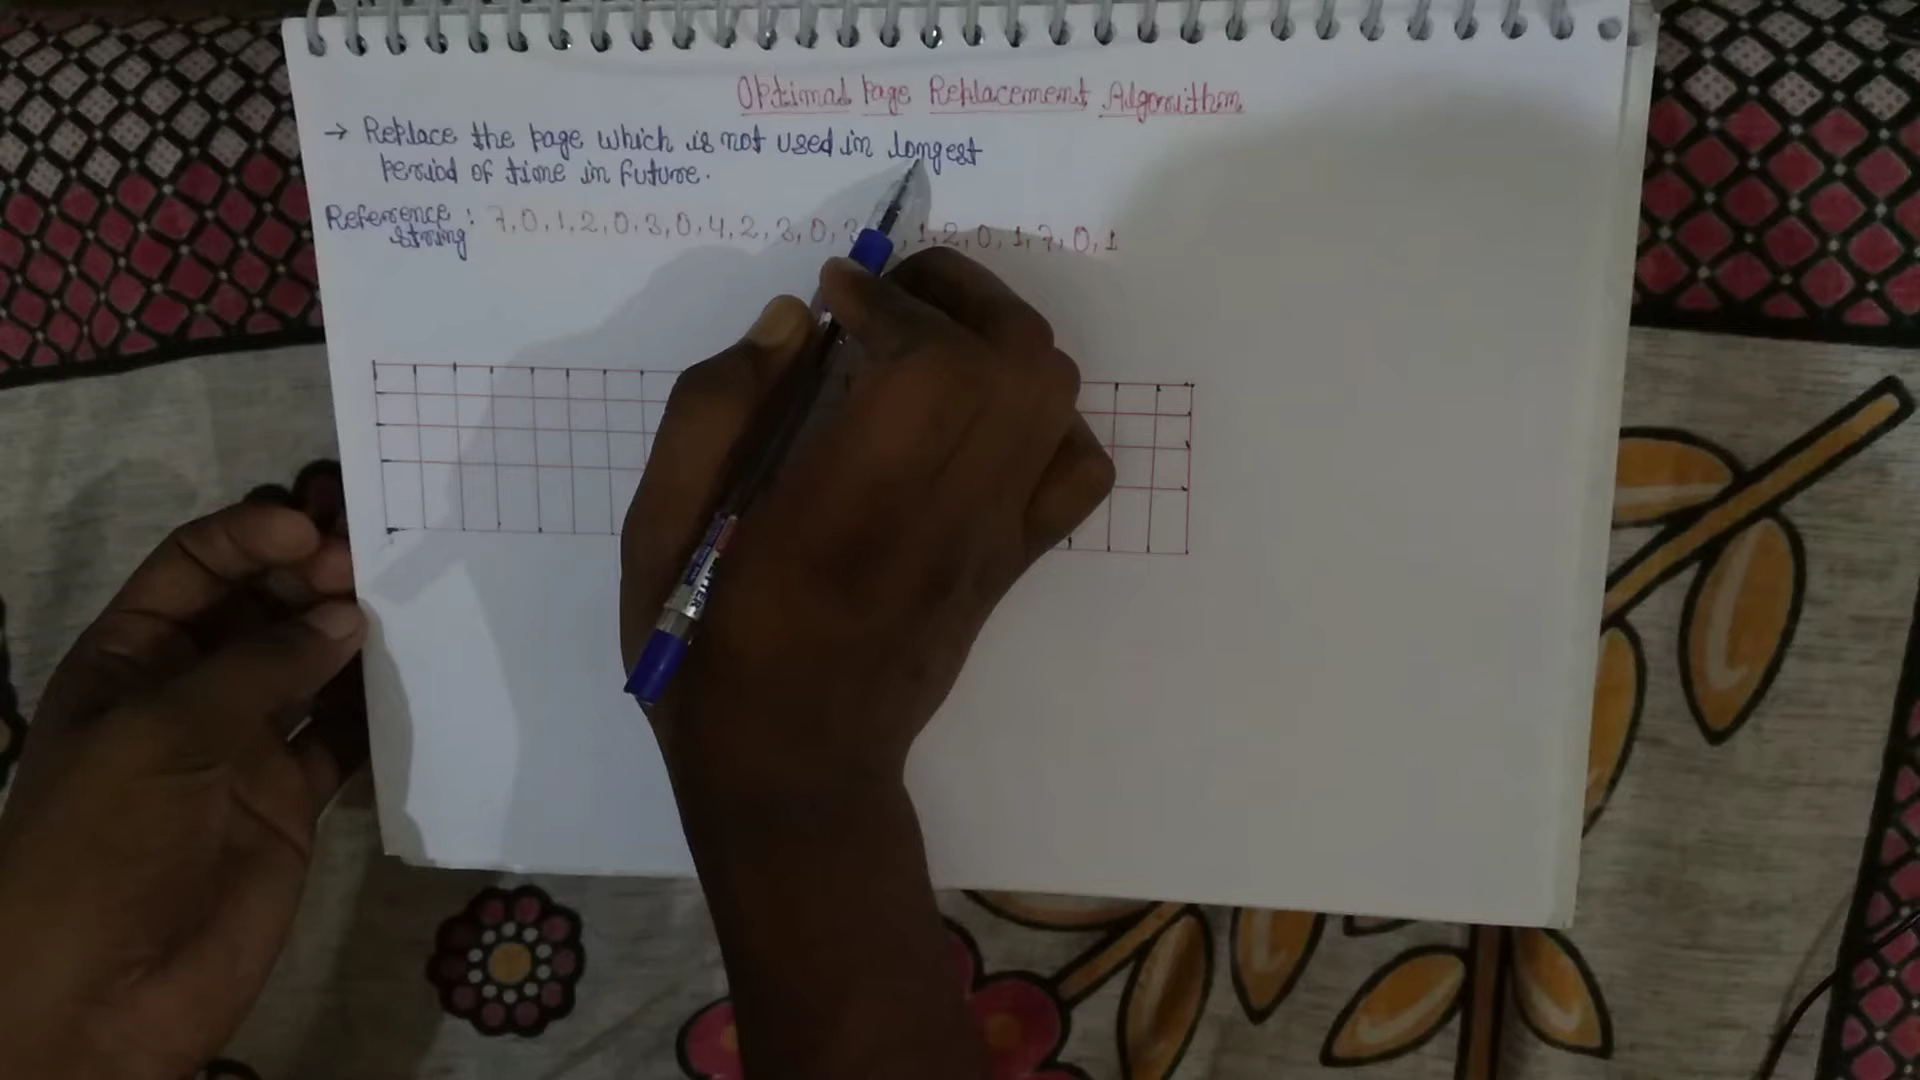 Optimal Page Replacement Algorithm
→ Replace the page which is not used in longest
period of time in future.
Reference : 7, 0, 1, 2, 0, 3, 0, 4, 2, 3, 0, 3, , 1, 2, 0, 1, 7, 0, 1
string